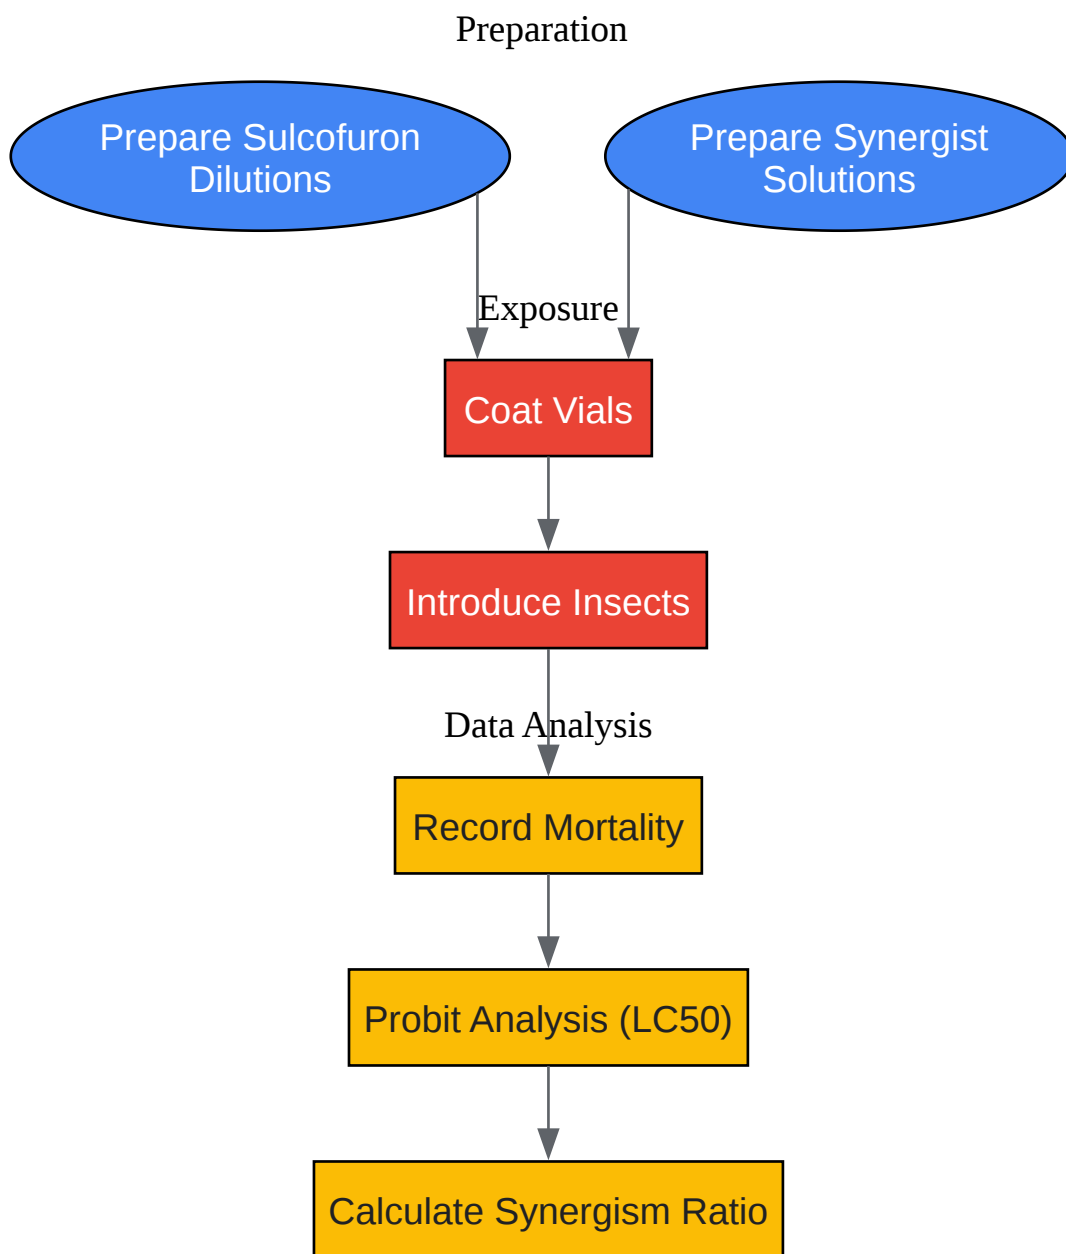 Preparation
Prepare Sulcofuron
Dilutions
Prepare Synergist
Solutions
Exposure
Coat Vials
Introduce Insects
Data Analysis
Record Mortality
Probit Analysis (LC50)
Calculate Synergism Ratio